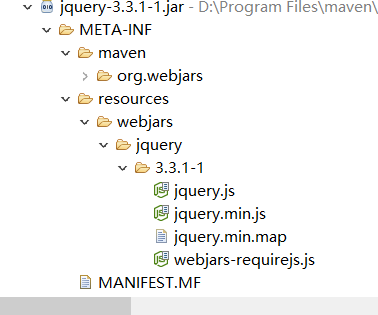 jquery-3.3.1-1.jar - D:\Program Files\maven\
META-INF
maven
org.webjars
resources
webjars
jquery
3.3.1-1
jquery.js
jquery.min.js
jquery.min.map
webjars-requirejs.js
MANIFEST.MF